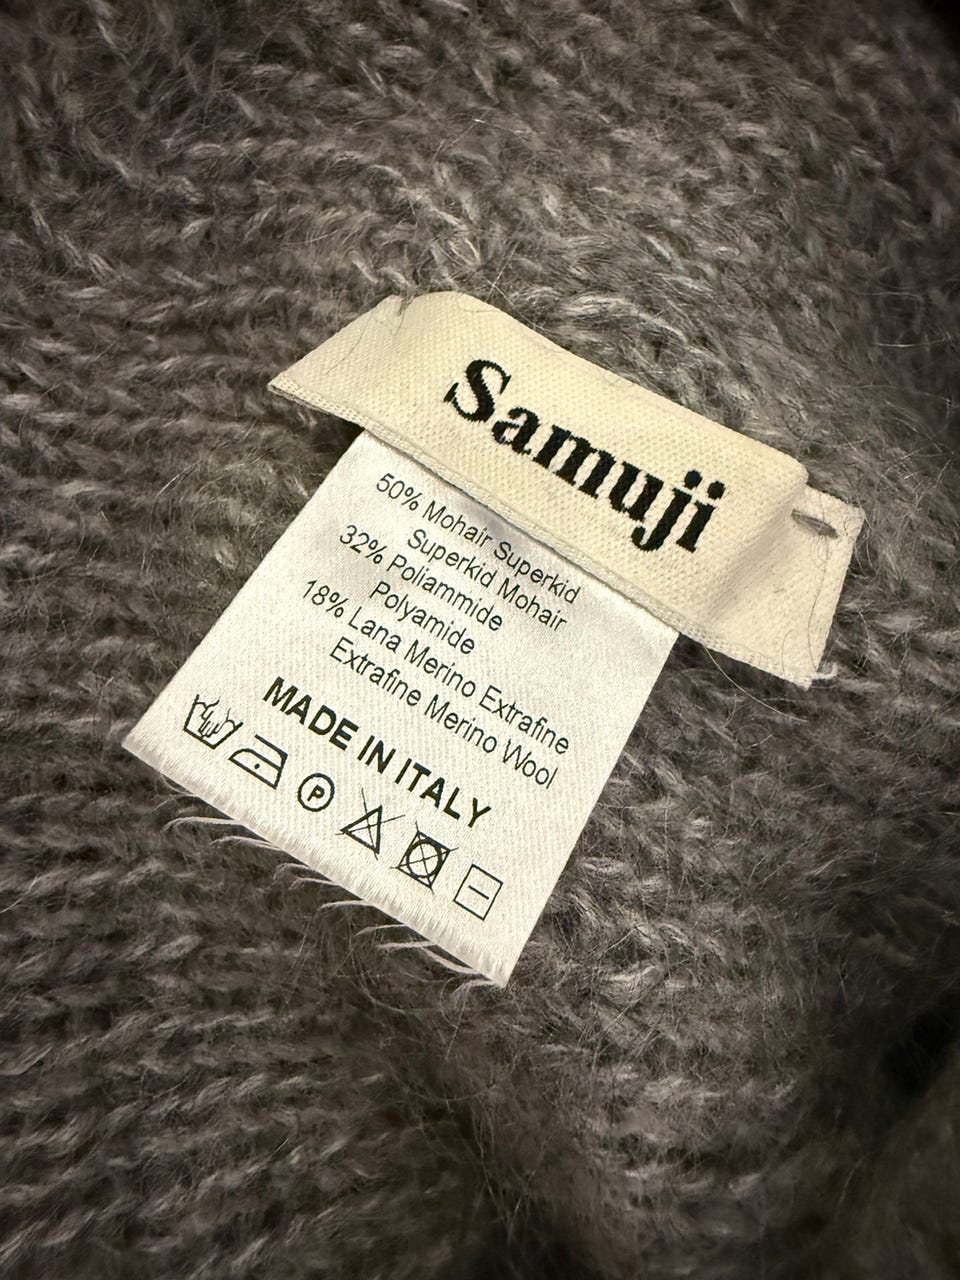 Samuji
50% Mohair Superkid
Superkid Mohair
32% Poliammide
Polyamide
18% Lana Merino Extrafine
Extrafine Merino Wool
MADE IN ITALY
P